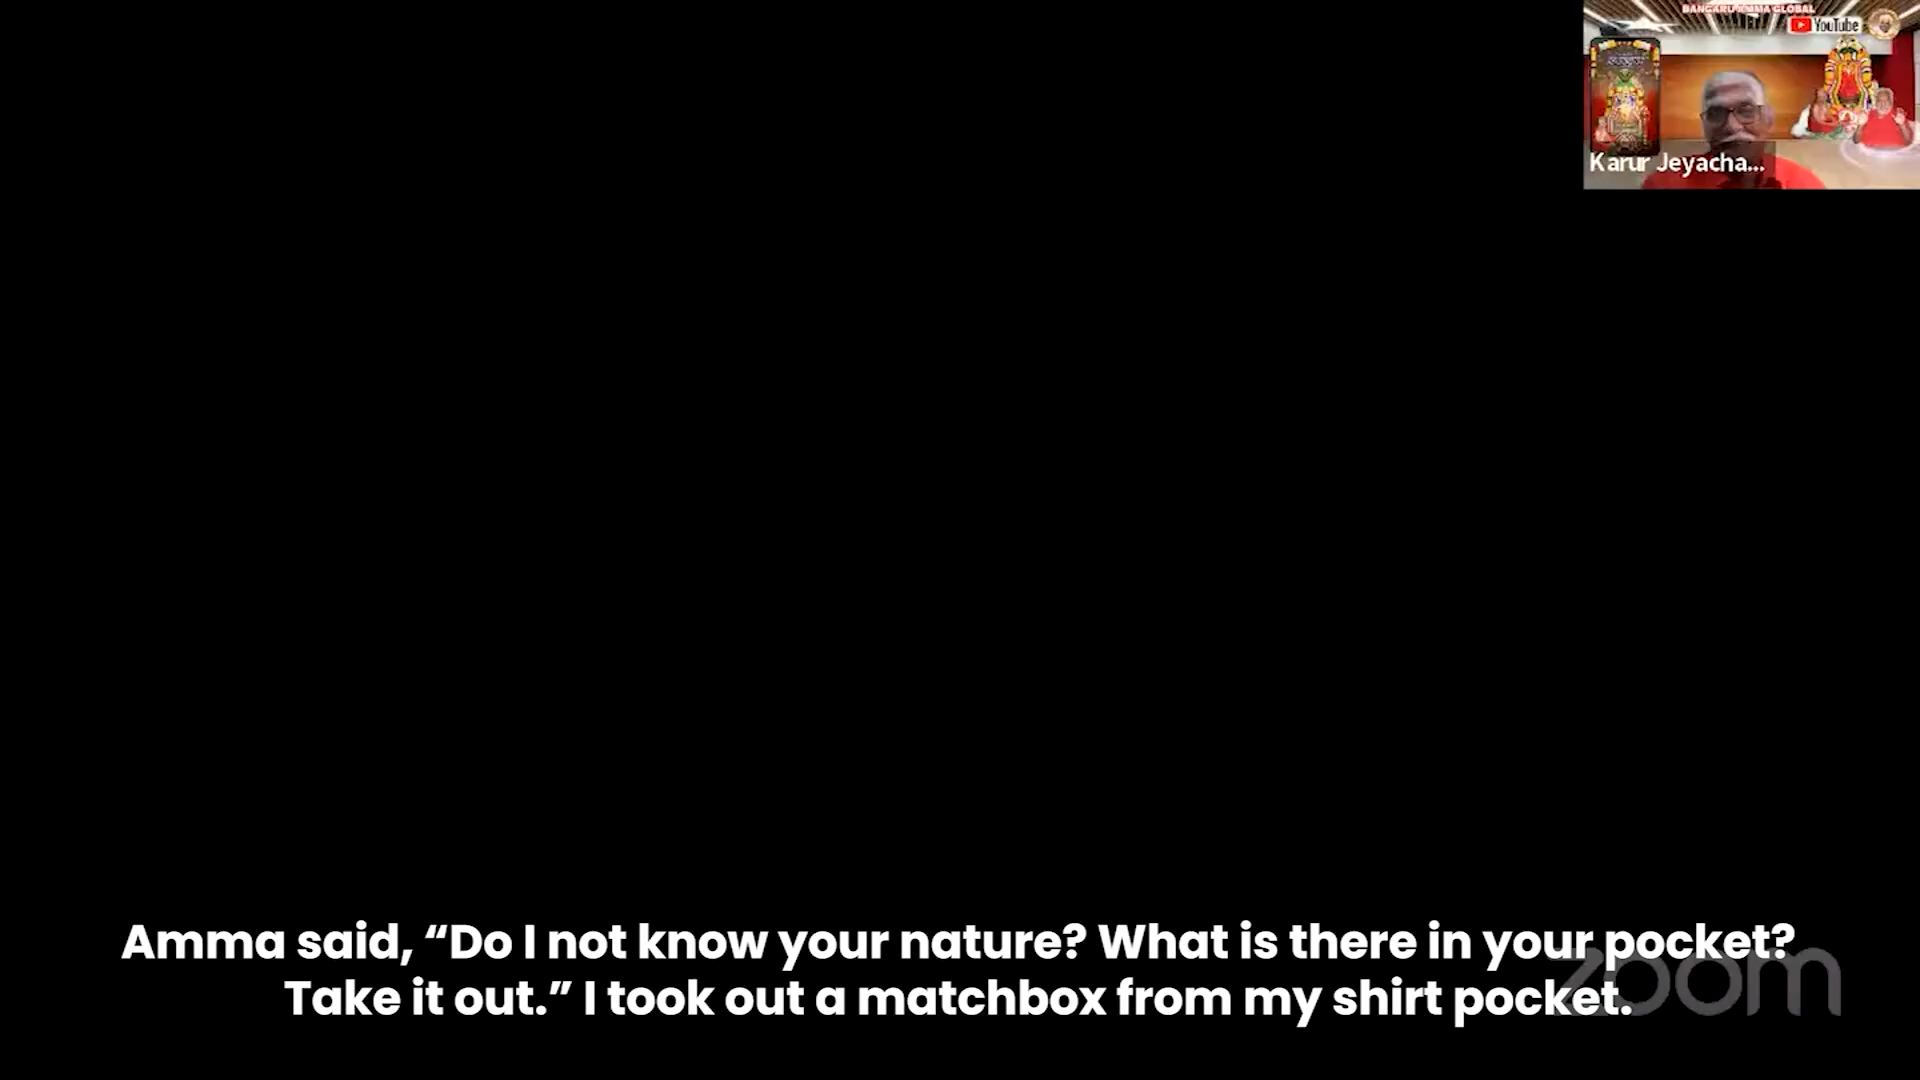 BANGARU AMMA GLOBAL
YouTube
Karur Jeyacha...
Amma said, “Do I not know your nature? What is there in your pocket?
Take it out.” I took out a matchbox from my shirt pocket.
zoom